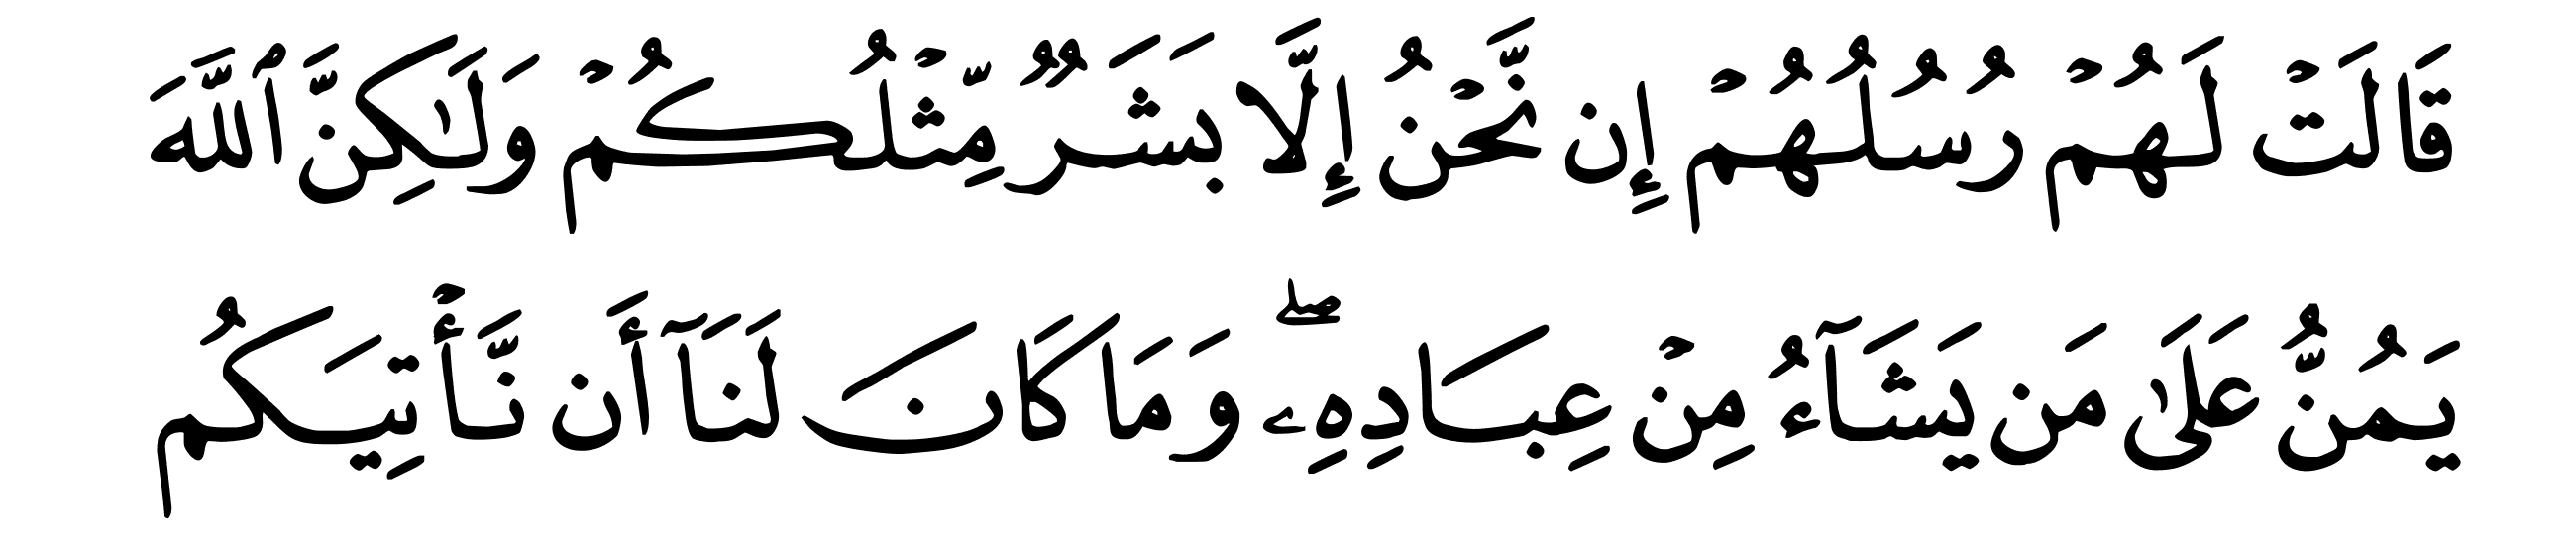 قَالَتۡ لَهُمۡ رُسُلُهُمۡ إِن نَّحۡنُ إِلَّا بَشَرٞ مِّثۡلُكُمۡ وَلَٰكِنَّ ٱللَّهَ
يَمُنُّ عَلَىٰ مَن يَشَآءُ مِنۡ عِبَادِهِۦۖ وَمَا كَانَ لَنَآ أَن نَّأۡتِيَكُم